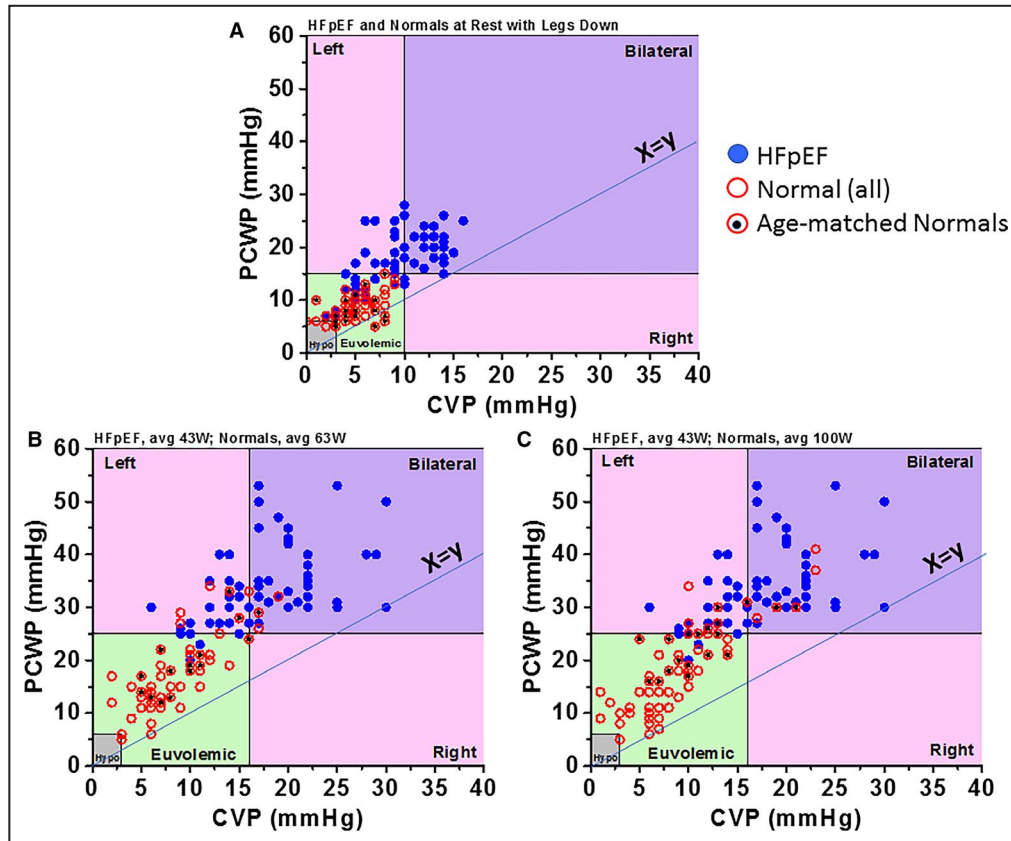 A
HFpEF and Normals at Rest with Legs Down
Left
Bilateral
X=y
Hypo
Euvolemic
Right
PCWP (mmHg)
60
50
40
30
20
10
0
0 5 10 15 20 25 30 35 40
CVP (mmHg)
HFpEF
Normal (all)
Age-matched Normals
B
HFpEF, avg 43W; Normals, avg 63W
Left
Bilateral
X=y
Hypo
Euvolemic
Right
PCWP (mmHg)
60
50
40
30
20
10
0
0 5 10 15 20 25 30 35 40
CVP (mmHg)
C
HFpEF, avg 43W; Normals, avg 100W
Left
Bilateral
X=y
Hypo
Euvolemic
Right
PCWP (mmHg)
60
50
40
30
20
10
0
0 5 10 15 20 25 30 35 40
CVP (mmHg)